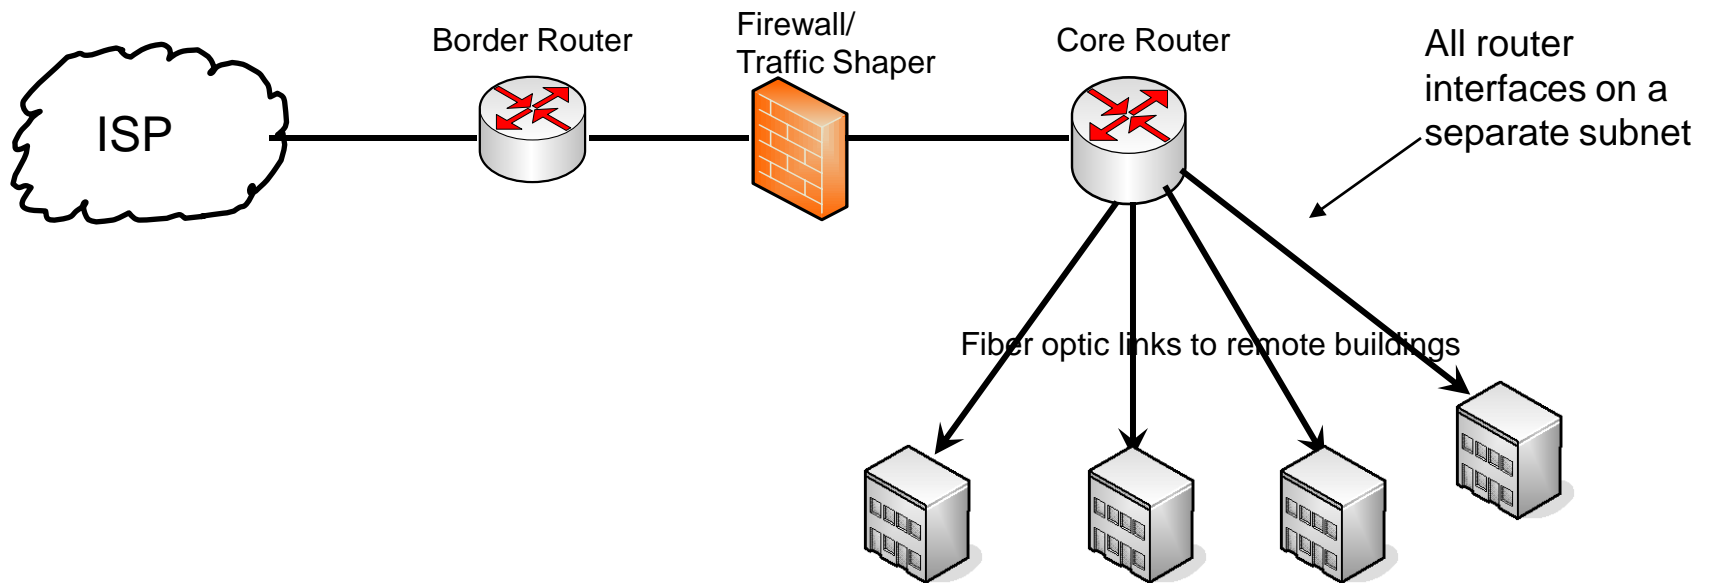 Border Router
Firewall/
Traffic Shaper
Core Router
All router
interfaces on a
separate subnet
ISP
Fiber optic links to remote buildings